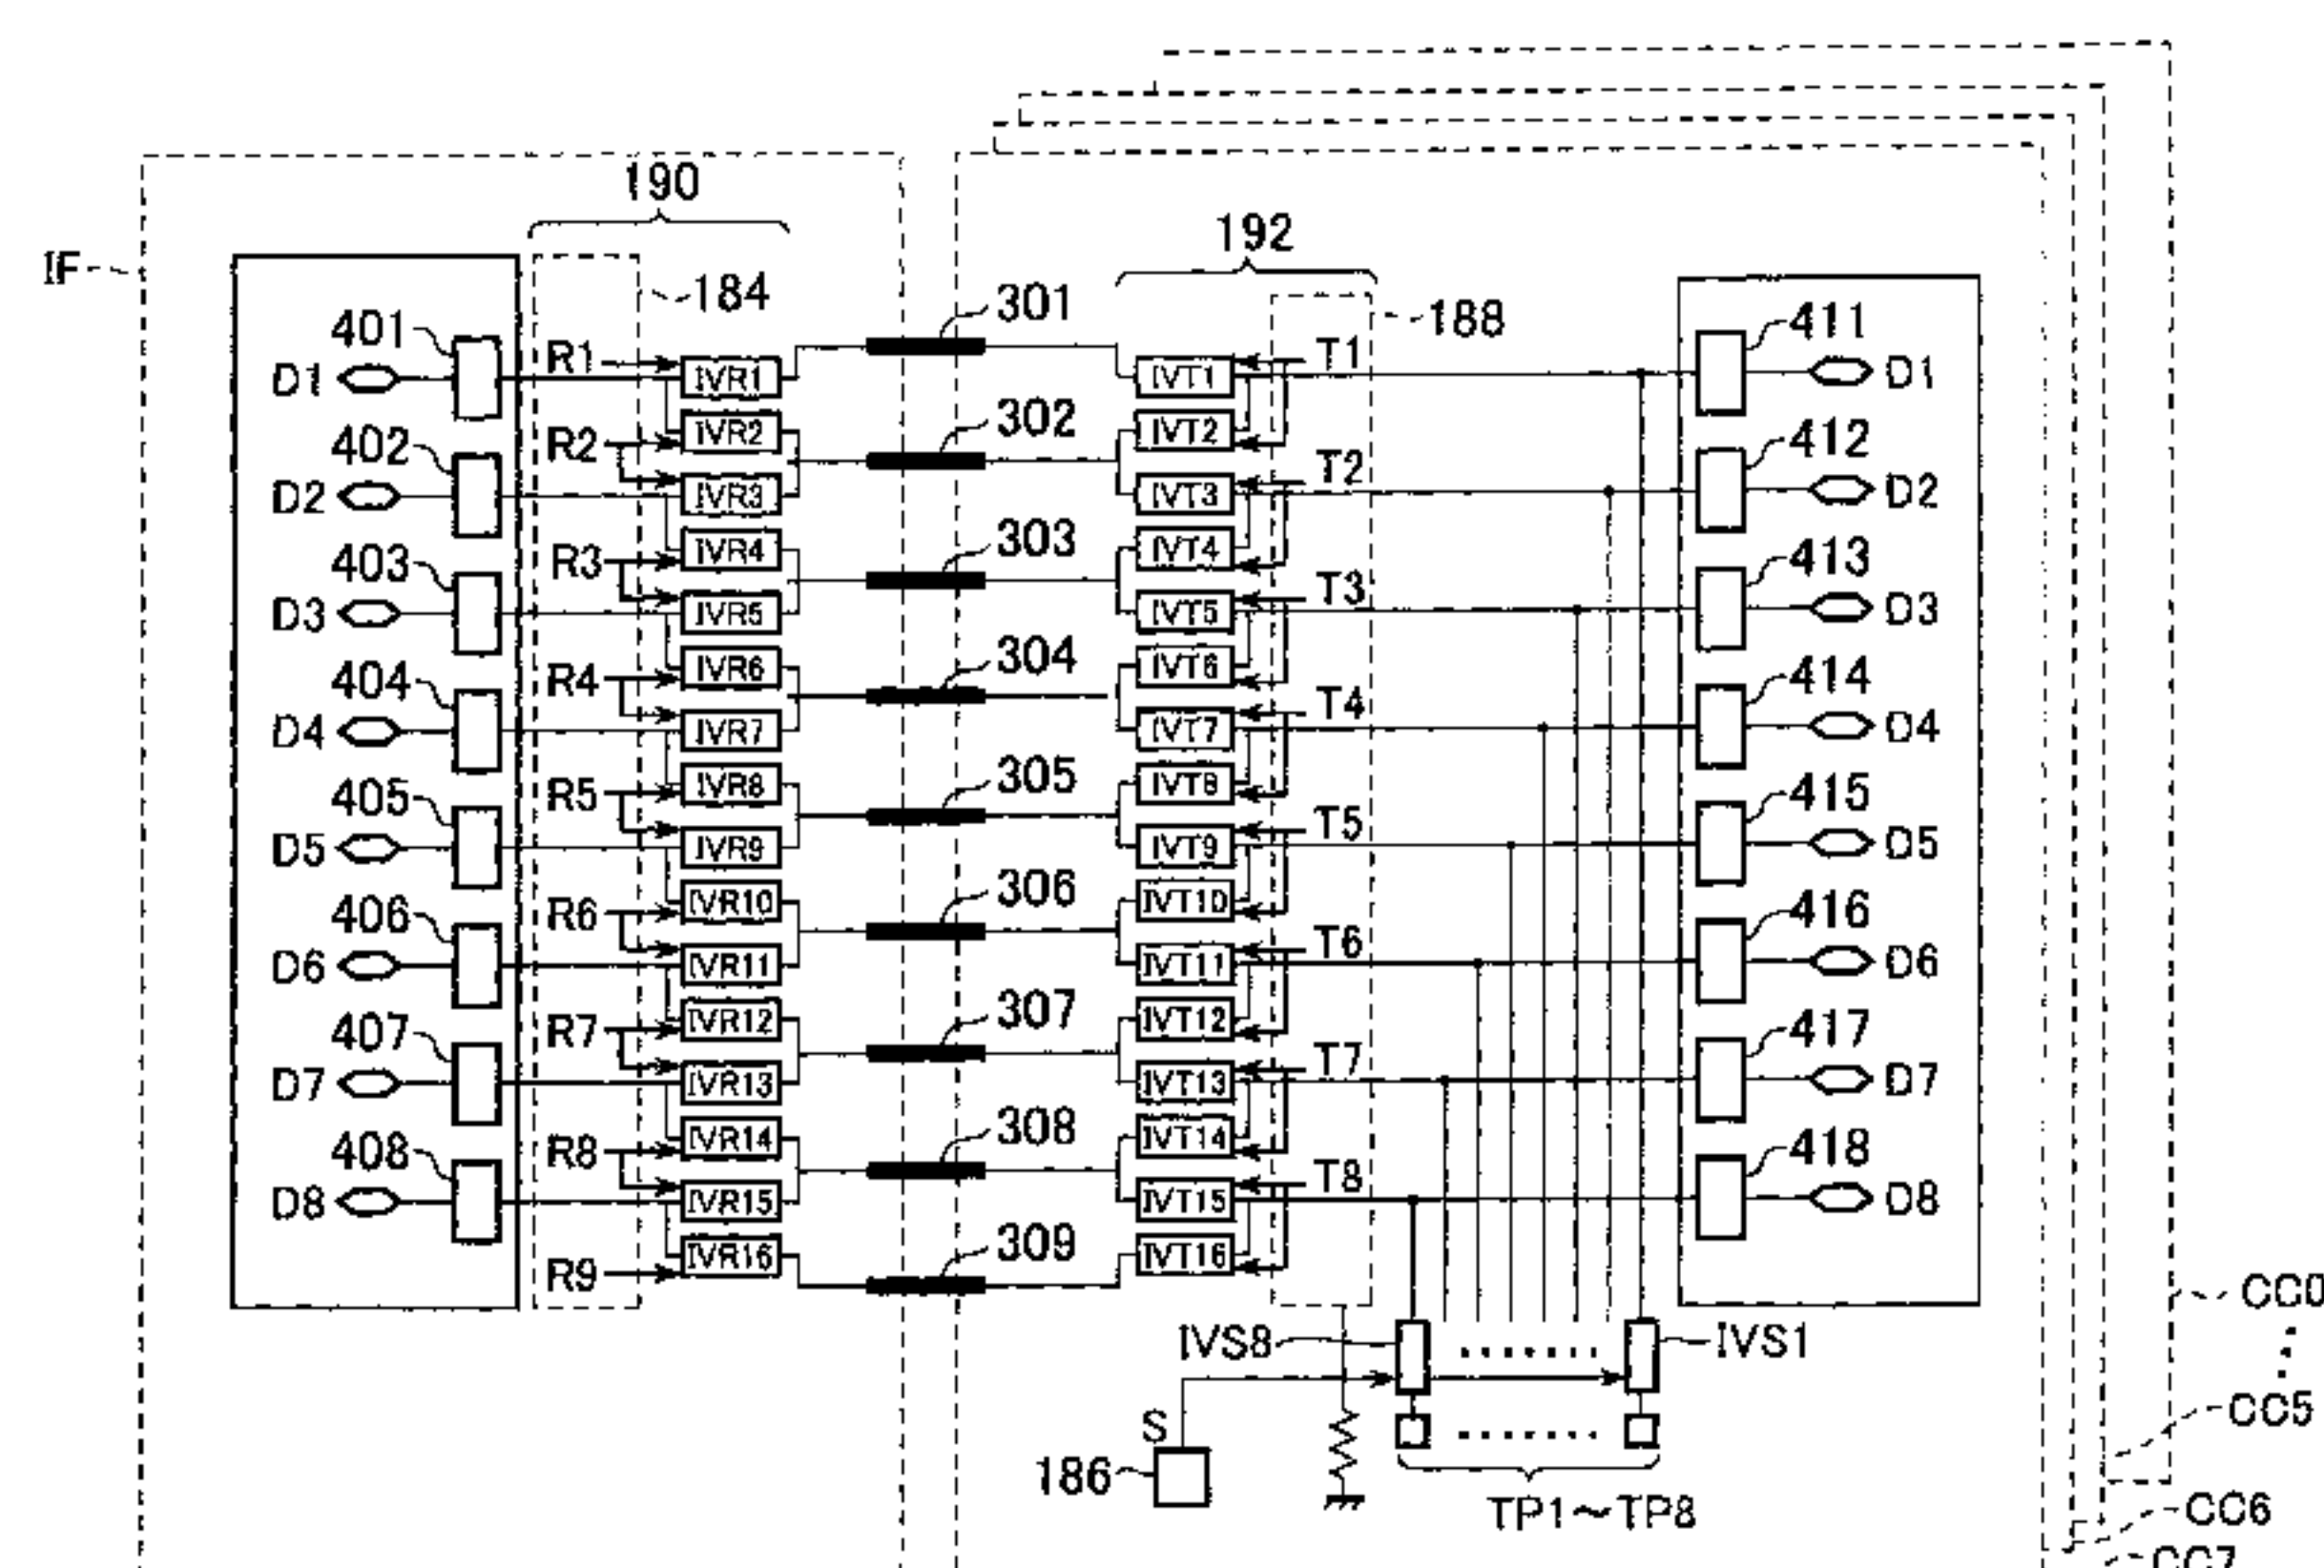 190
192
IF
184
301
188
401
R1
IVR1
IVT1
T1
411
D1
D1
302
402
R2
IVR2
IVT2
412
T2
D2
IVR3
IVT3
D2
303
403
R3
IVR4
IVT4
413
T3
D3
IVR5
IVT5
D3
304
404
R4
IVR6
IVT6
414
T4
D4
IVR7
IVT7
D4
305
405
R5
IVR8
IVT8
415
T5
D5
IVR9
IVT9
D5
306
406
R6
IVR10
IVT10
416
T6
D6
IVR11
IVT11
D6
307
407
R7
IVR12
IVT12
417
T7
D7
IVR13
IVT13
D7
308
408
R8
IVR14
IVT14
418
T8
D8
IVR15
IVT15
D8
309
R9
IVR16
IVT16
CC0
IVS8
IVS1
CC5
S
186
TP1～TP8
CC6
CC7